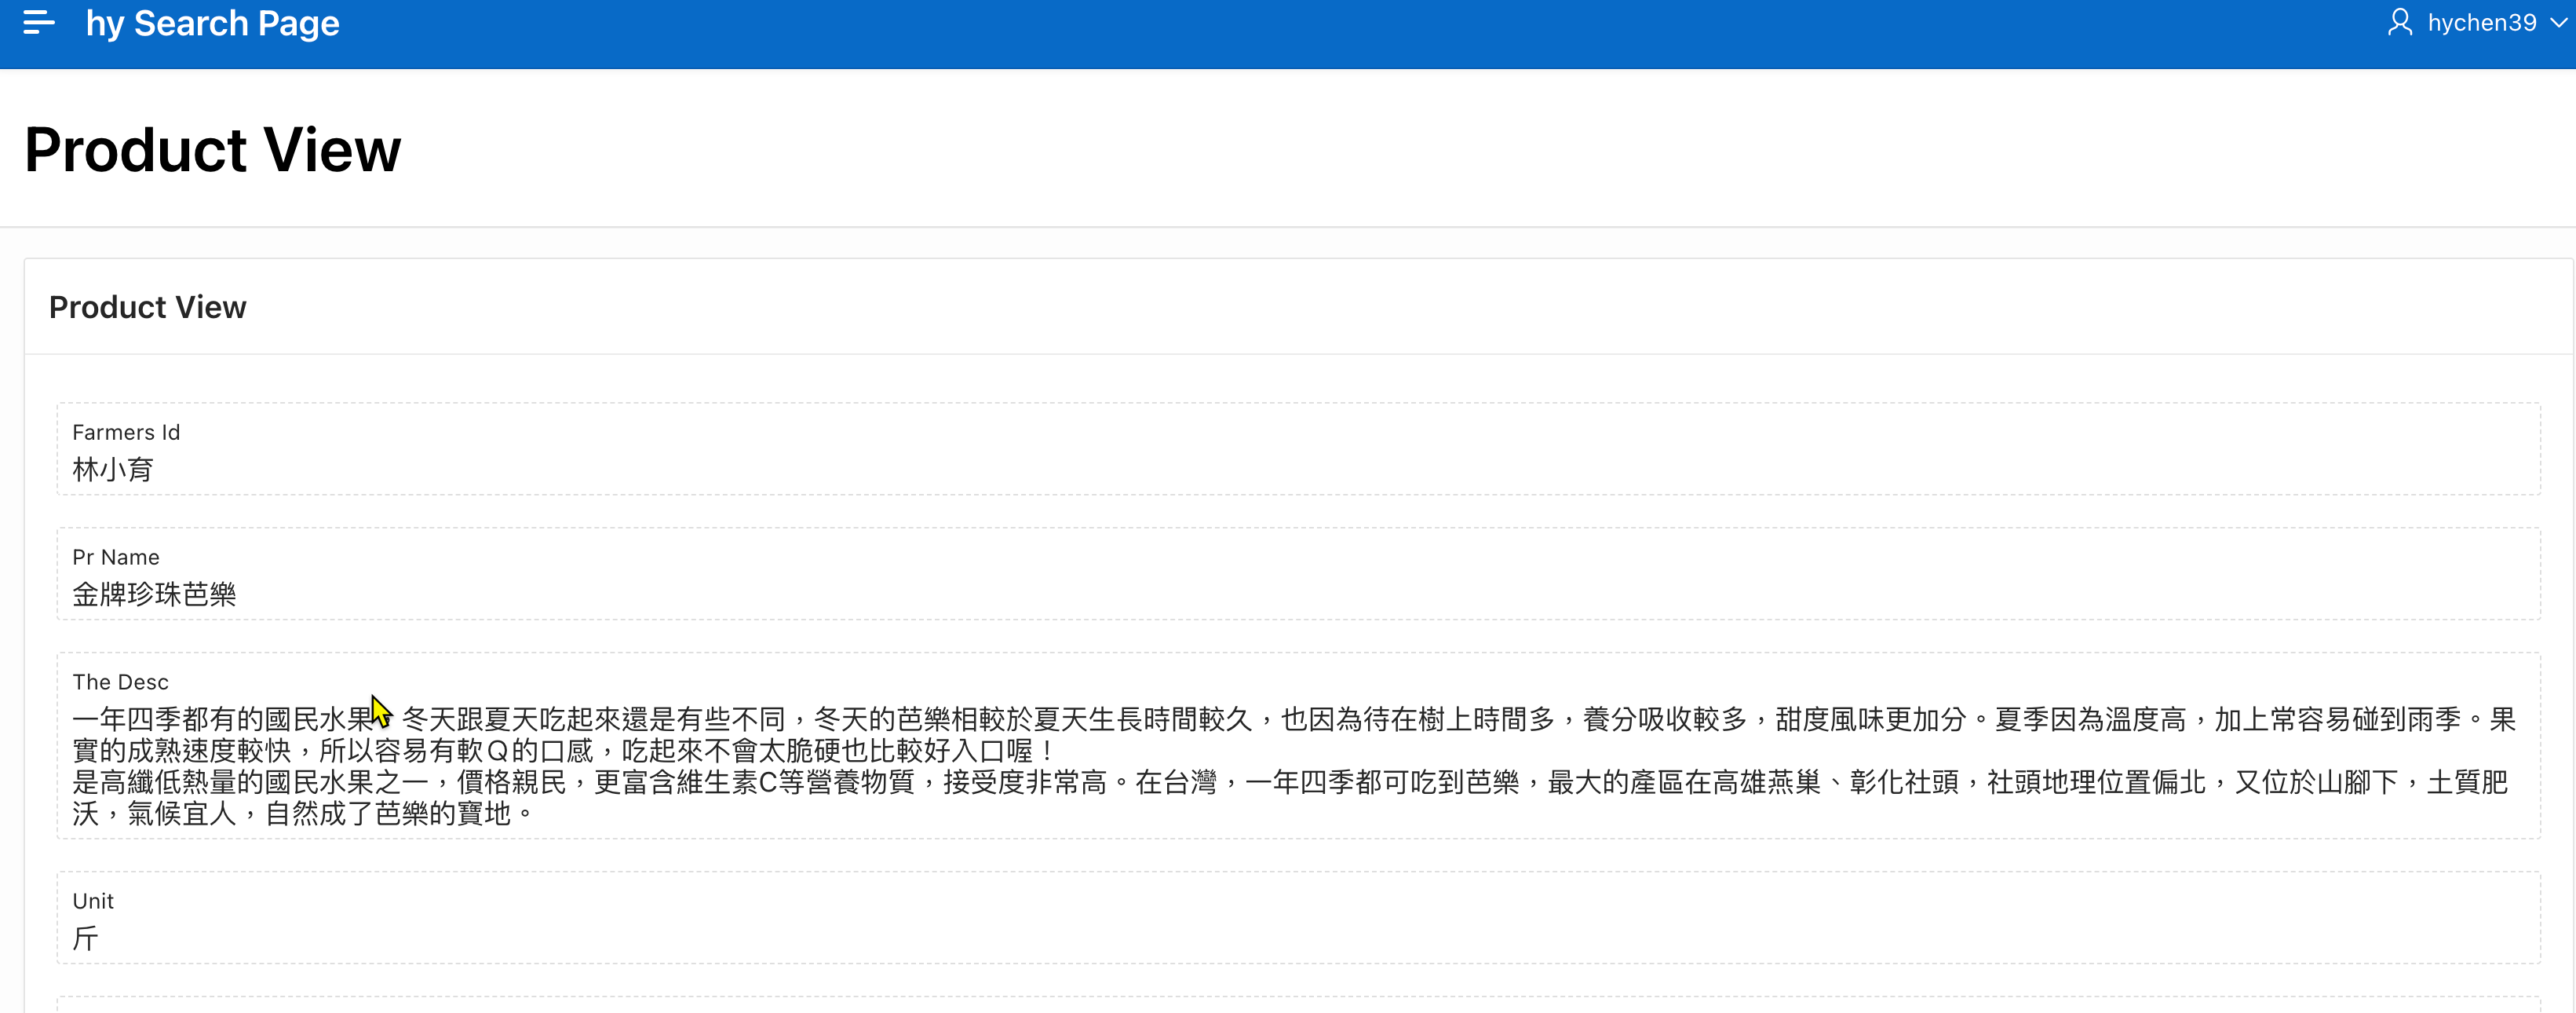 hy Search Page
hychen39
Product View
Product View
Farmers Id
林小育
Pr Name
金牌珍珠芭樂
The Desc
一年四季都有的國民水果，冬天跟夏天吃起來還是有些不同，冬天的芭樂相較於夏天生長時間較久，也因為待在樹上時間多，養分吸收較多，甜度風味更加分。夏季因為溫度高，加上常容易碰到雨季。果
實的成熟速度較快，所以容易有軟Ｑ的口感，吃起來不會太脆硬也比較好入口喔！
是高纖低熱量的國民水果之一，價格親民，更富含維生素C等營養物質，接受度非常高。在台灣，一年四季都可吃到芭樂，最大的產區在高雄燕巢、彰化社頭，社頭地理位置偏北，又位於山腳下，土質肥
沃，氣候宜人，自然成了芭樂的寶地。
Unit
斤